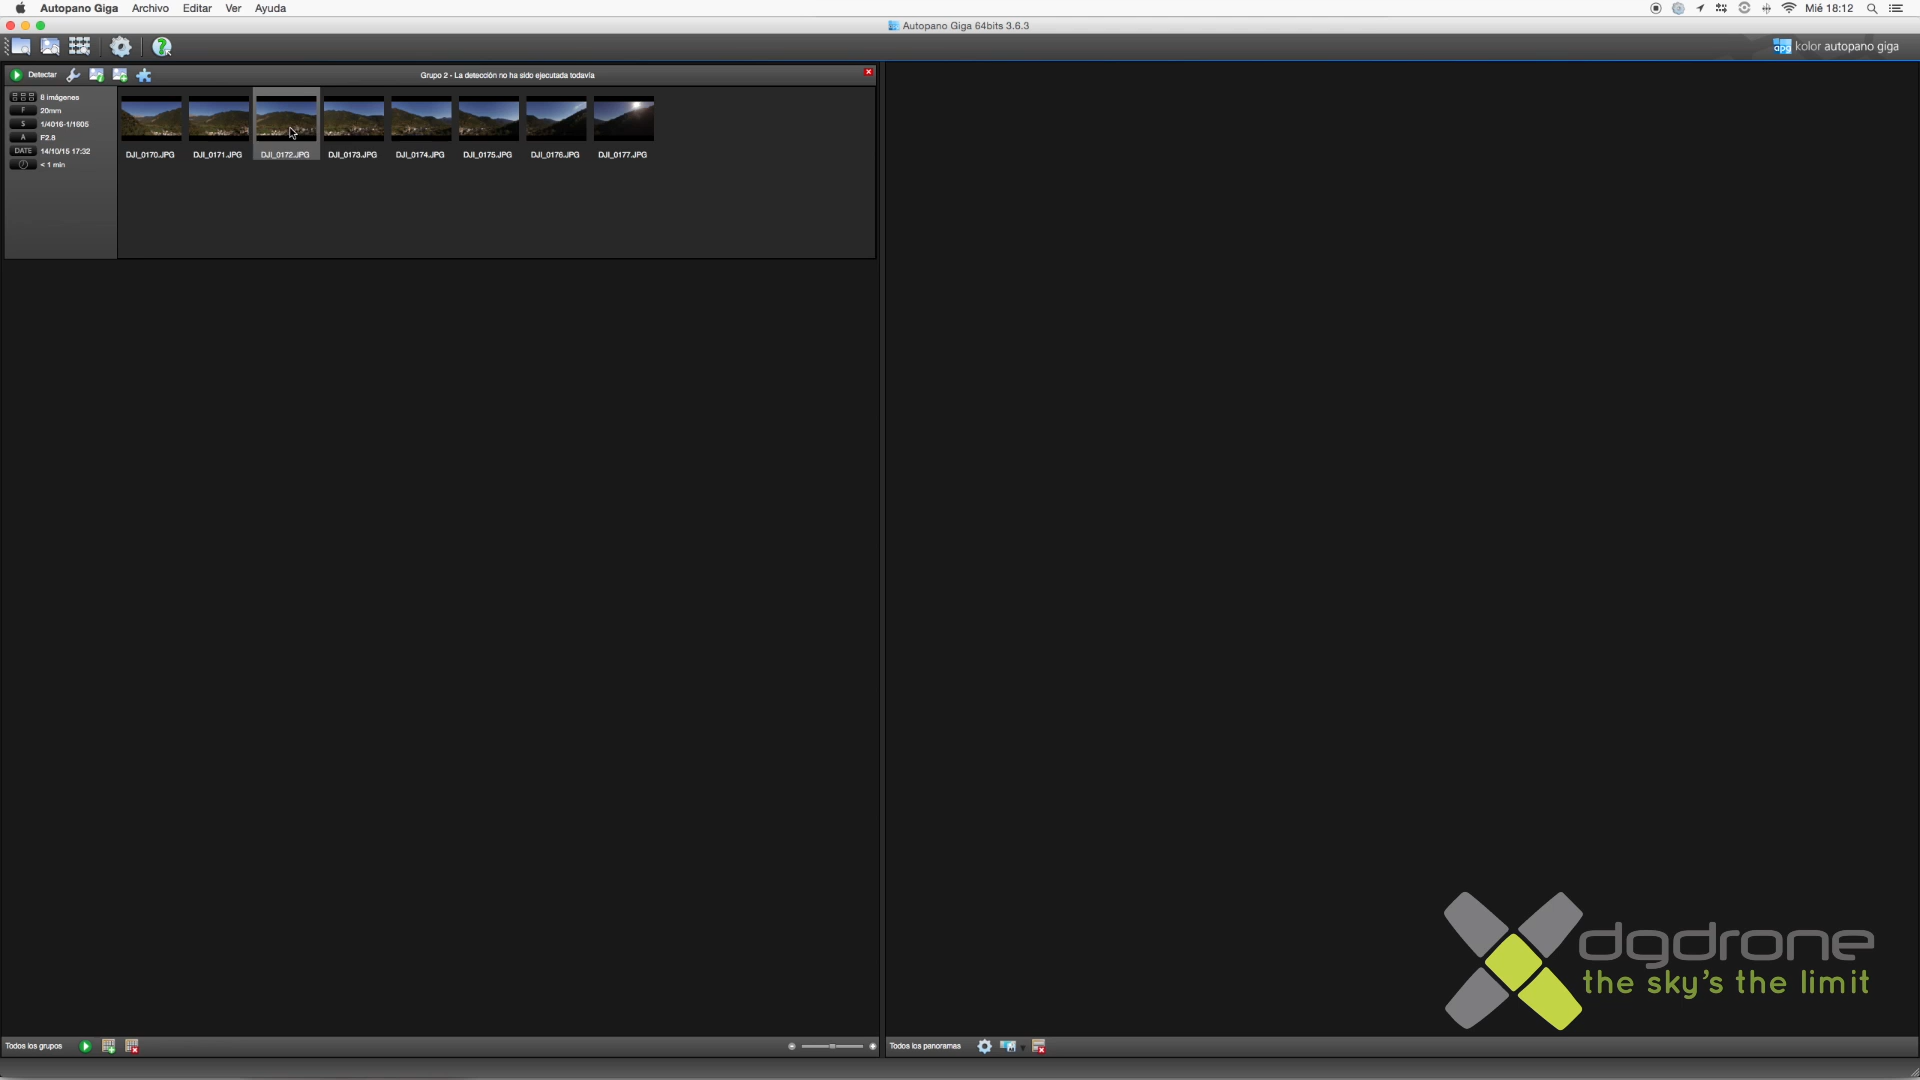 Autopano Giga Archivo Editar Ver Ayuda Mié 18:12
Autopano Giga 64bits 3.6.3
kolor autopano giga
apg
Detectar Grupo 2 - La detección no ha sido ejecutada todavía
8 imágenes
F 20mm
S 1/4016-1/1605
A F2.8
DATE 14/10/15 17:32
< 1 min
DJI_0170.JPG DJI_0171.JPG DJI_0172.JPG DJI_0173.JPG DJI_0174.JPG DJI_0175.JPG DJI_0176.JPG DJI_0177.JPG
dgdrone
the sky's the limit
Todos los grupos Todos los panoramas